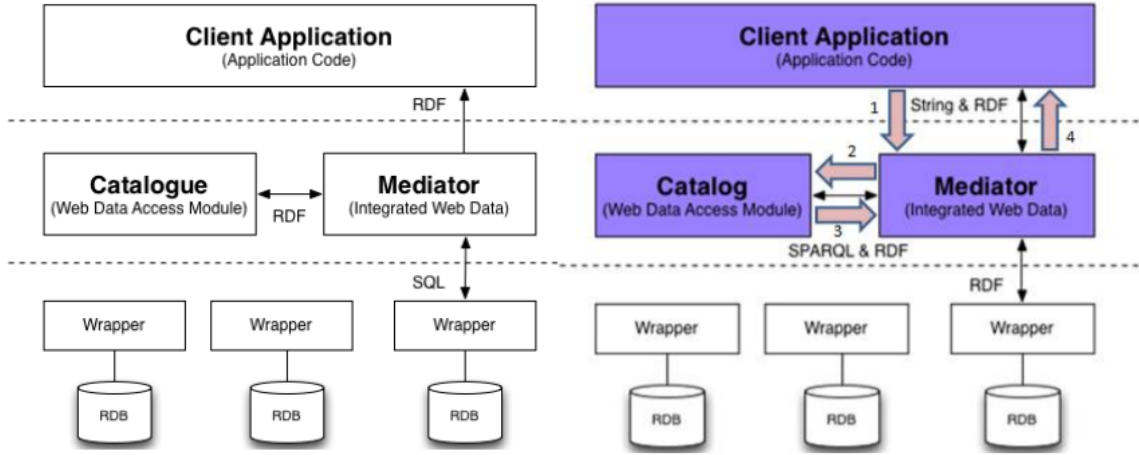 Client Application
(Application Code)
RDF
Catalogue
(Web Data Access Module)
RDF
Mediator
(Integrated Web Data)
SQL
Wrapper
Wrapper
Wrapper
RDB
RDB
RDB
Client Application
(Application Code)
1
String & RDF
4
Catalog
(Web Data Access Module)
2
3
SPARQL & RDF
Mediator
(Integrated Web Data)
RDF
Wrapper
Wrapper
Wrapper
RDB
RDB
RDB